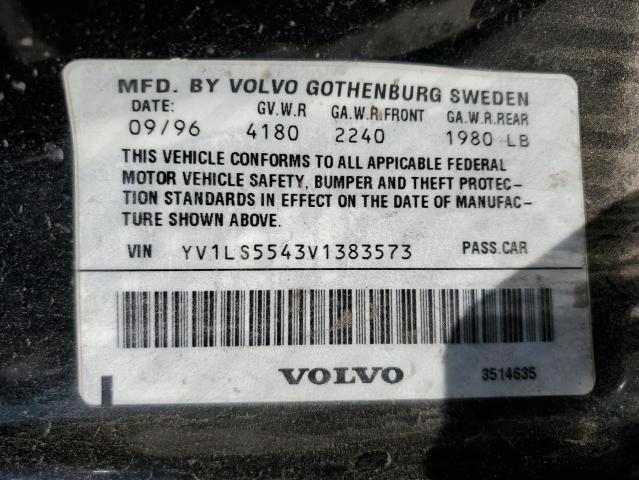 MFD. BY VOLVO GOTHENBURG SWEDEN
DATE: GV.W.R GA.W.R.FRONT GA.W.R.REAR
09/96 4180 2240 1980 LB
THIS VEHICLE CONFORMS TO ALL APPICABLE FEDERAL
MOTOR VEHICLE SAFETY, BUMPER AND THEFT PROTEC-
TION STANDARDS IN EFFECT ON THE DATE OF MANUFAC-
TURE SHOWN ABOVE.
VIN YV1LS5543V1383573 PASS.CAR
VOLVO 3514635